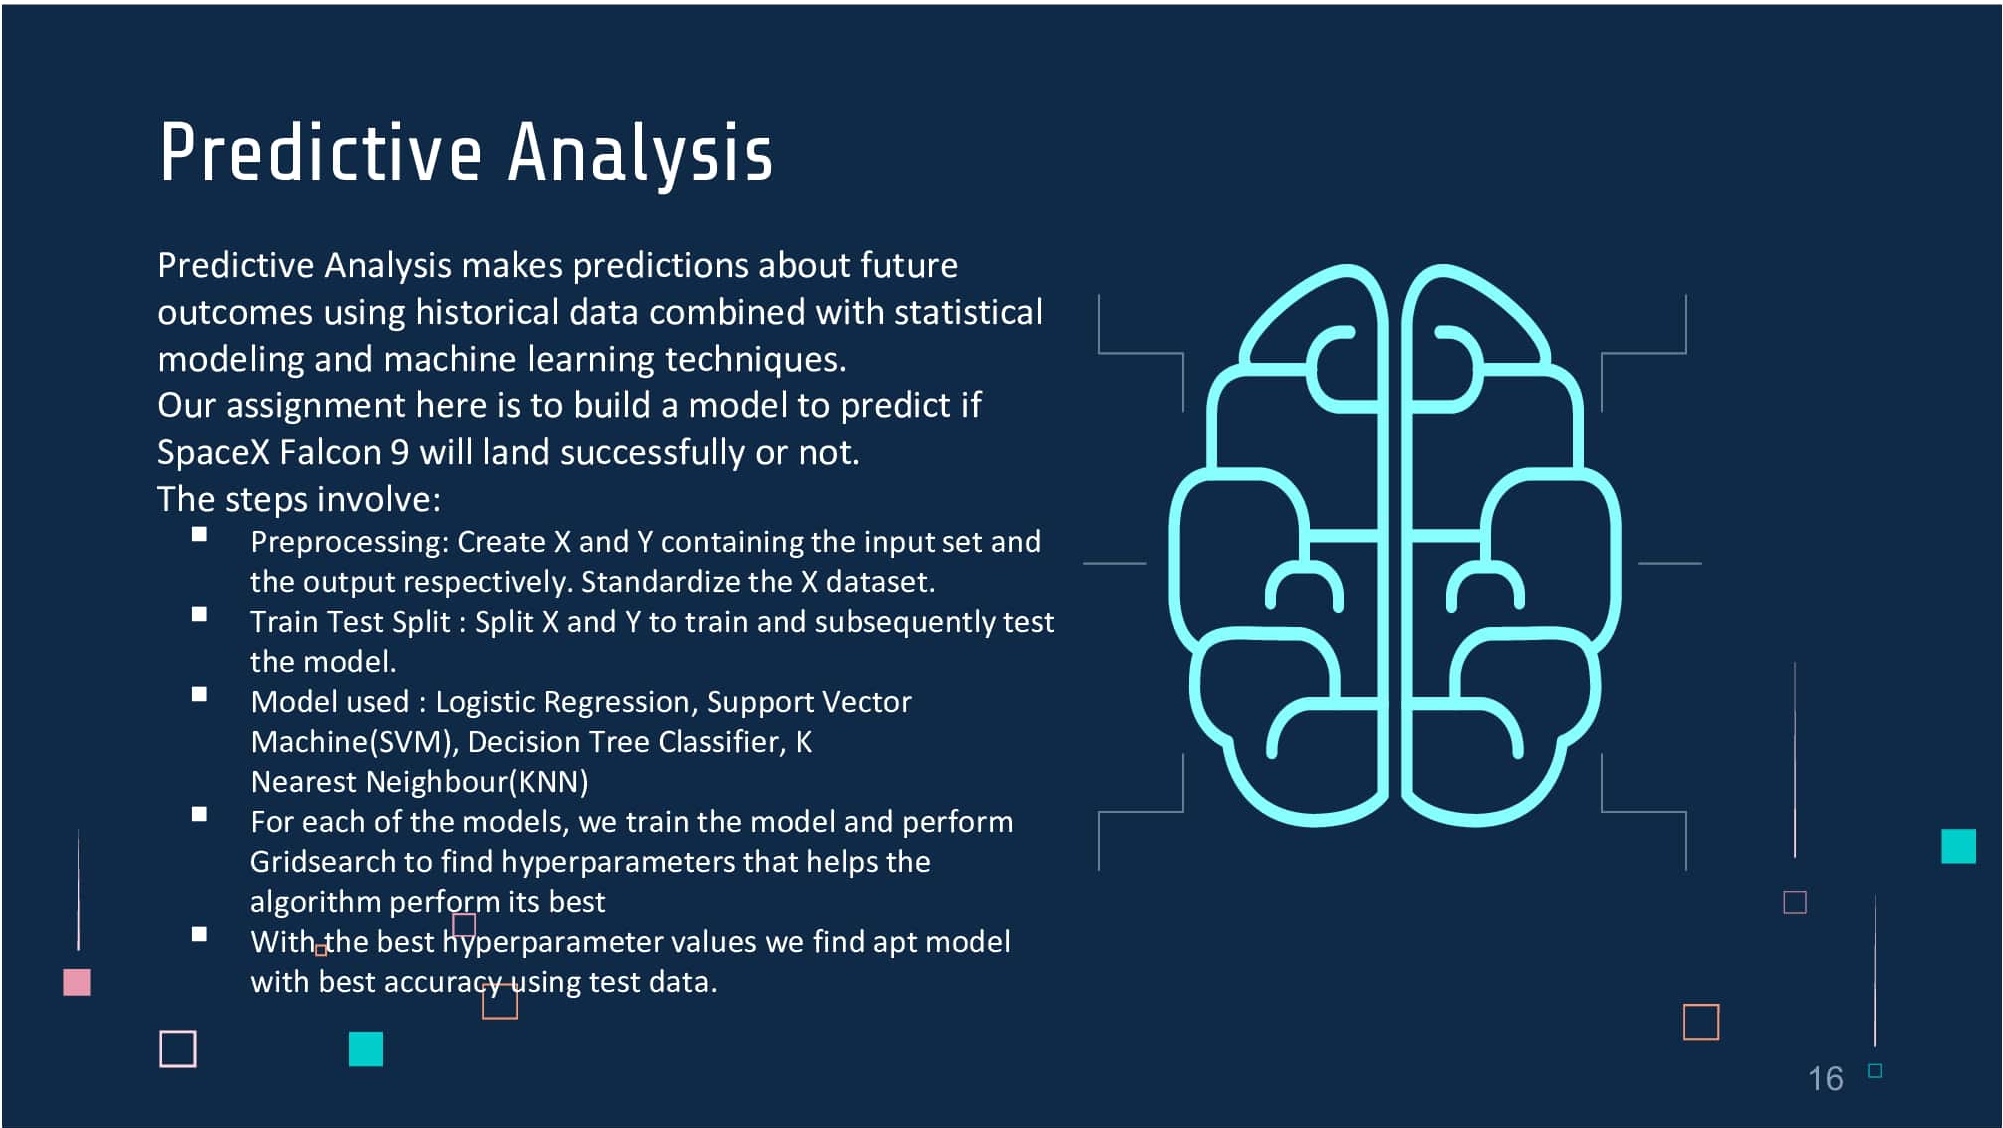 Predictive Analysis
Predictive Analysis makes predictions about future
outcomes using historical data combined with statistical
modeling and machine learning techniques.
Our assignment here is to build a model to predict if
SpaceX Falcon 9 will land successfully or not.
The steps involve:
▪ Preprocessing: Create X and Y containing the input set and
the output respectively. Standardize the X dataset.
▪ Train Test Split : Split X and Y to train and subsequently test
the model.
▪ Model used : Logistic Regression, Support Vector
Machine(SVM), Decision Tree Classifier, K
Nearest Neighbour(KNN)
▪ For each of the models, we train the model and perform
Gridsearch to find hyperparameters that helps the
algorithm perform its best
▪ With the best hyperparameter values we find apt model
with best accuracy using test data.
16